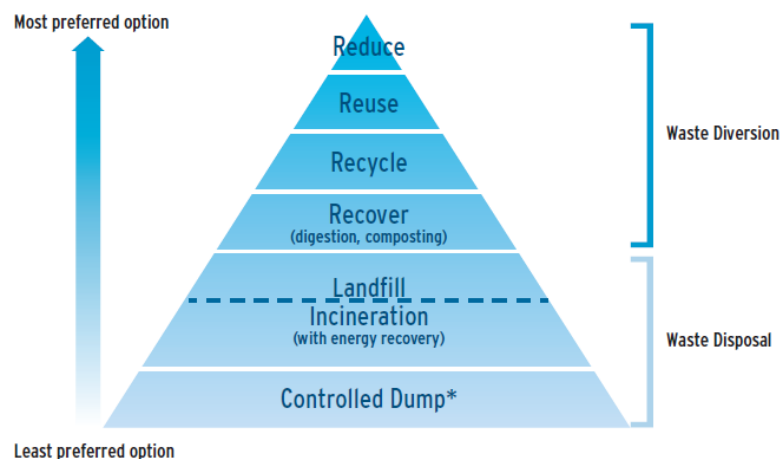 Most preferred option
Reduce
Reuse
Waste Diversion
Recycle
Recover
(digestion, composting)
Landfill
Incineration
(with energy recovery)
Waste Disposal
Controlled Dump*
Least preferred option